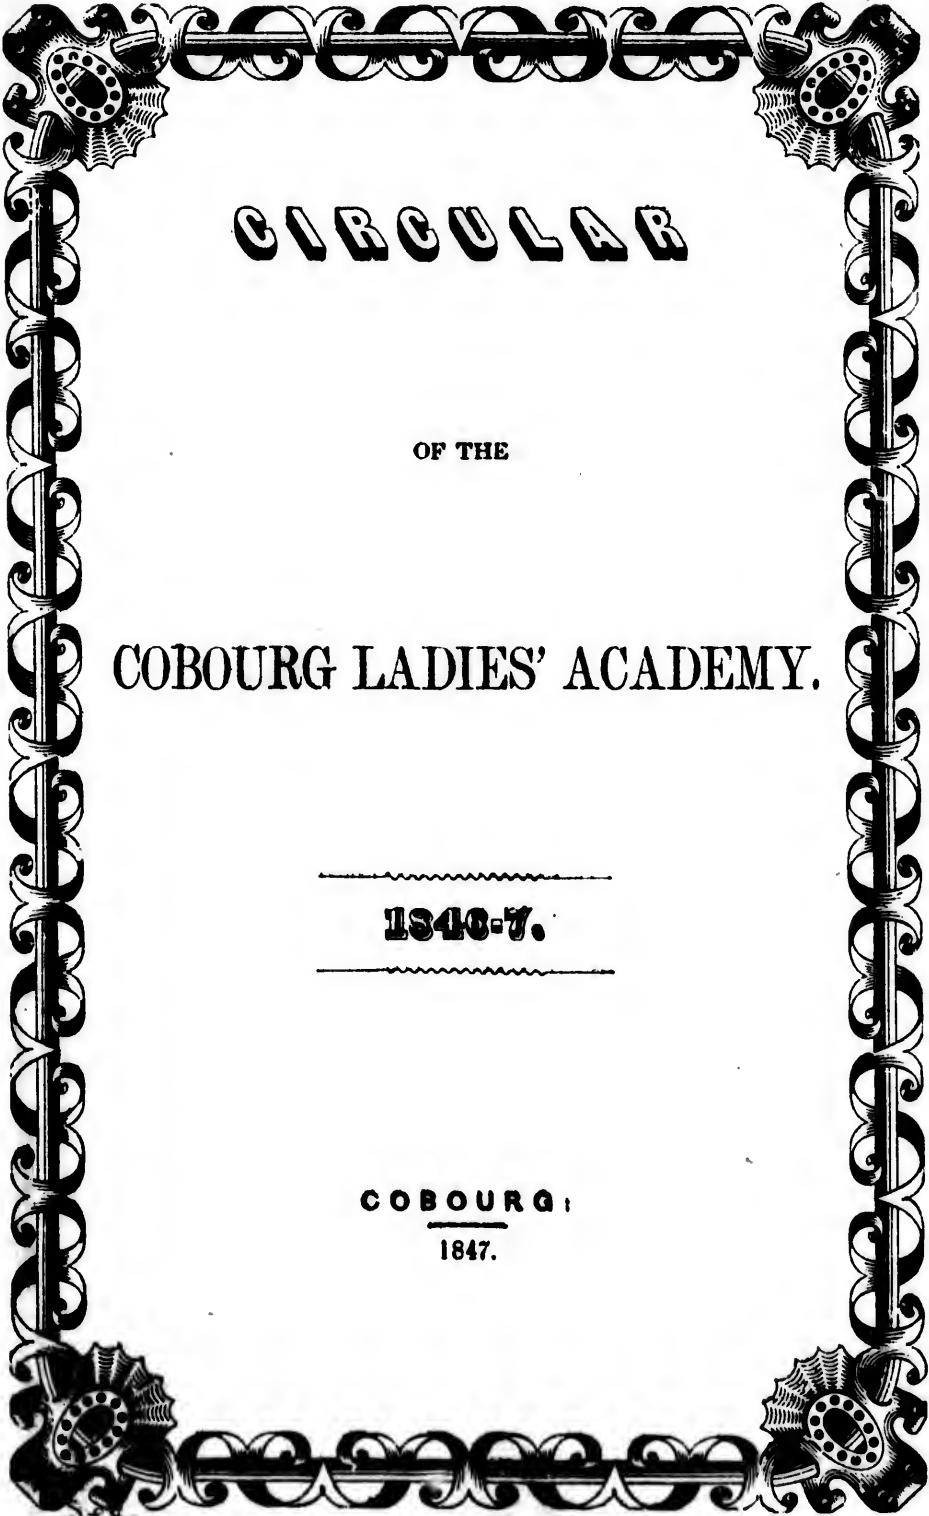 CIRCULAR
OF THE
COBOURG LADIES' ACADEMY.
1846-7.
COBOURG:
1847.